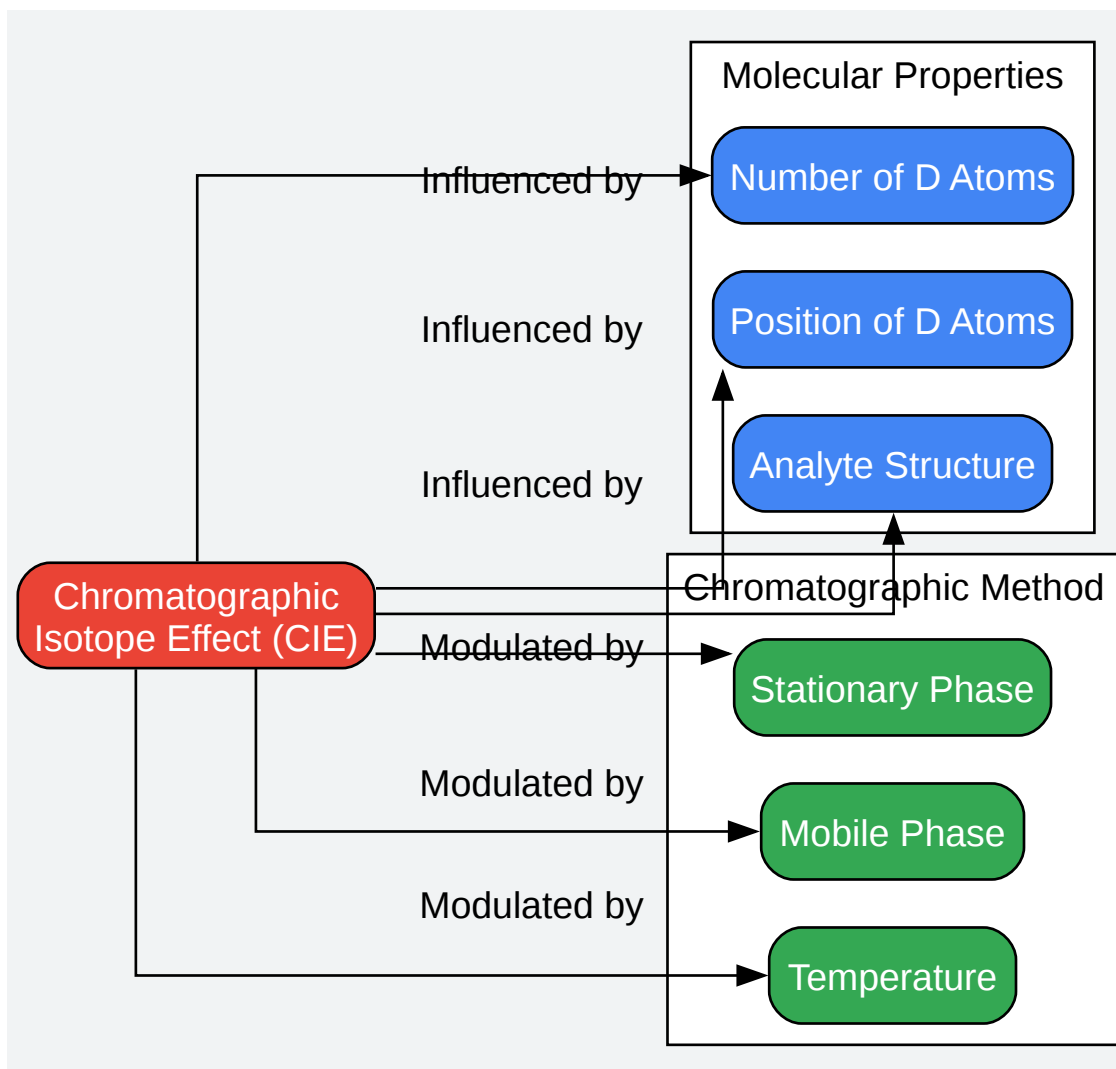 Molecular Properties
Influenced by
Number of D Atoms
Influenced by
Position of D Atoms
Influenced by
Analyte Structure
Chromatographic
Isotope Effect (CIE)
Chromatographic Method
Modulated by
Stationary Phase
Modulated by
Mobile Phase
Modulated by
Temperature